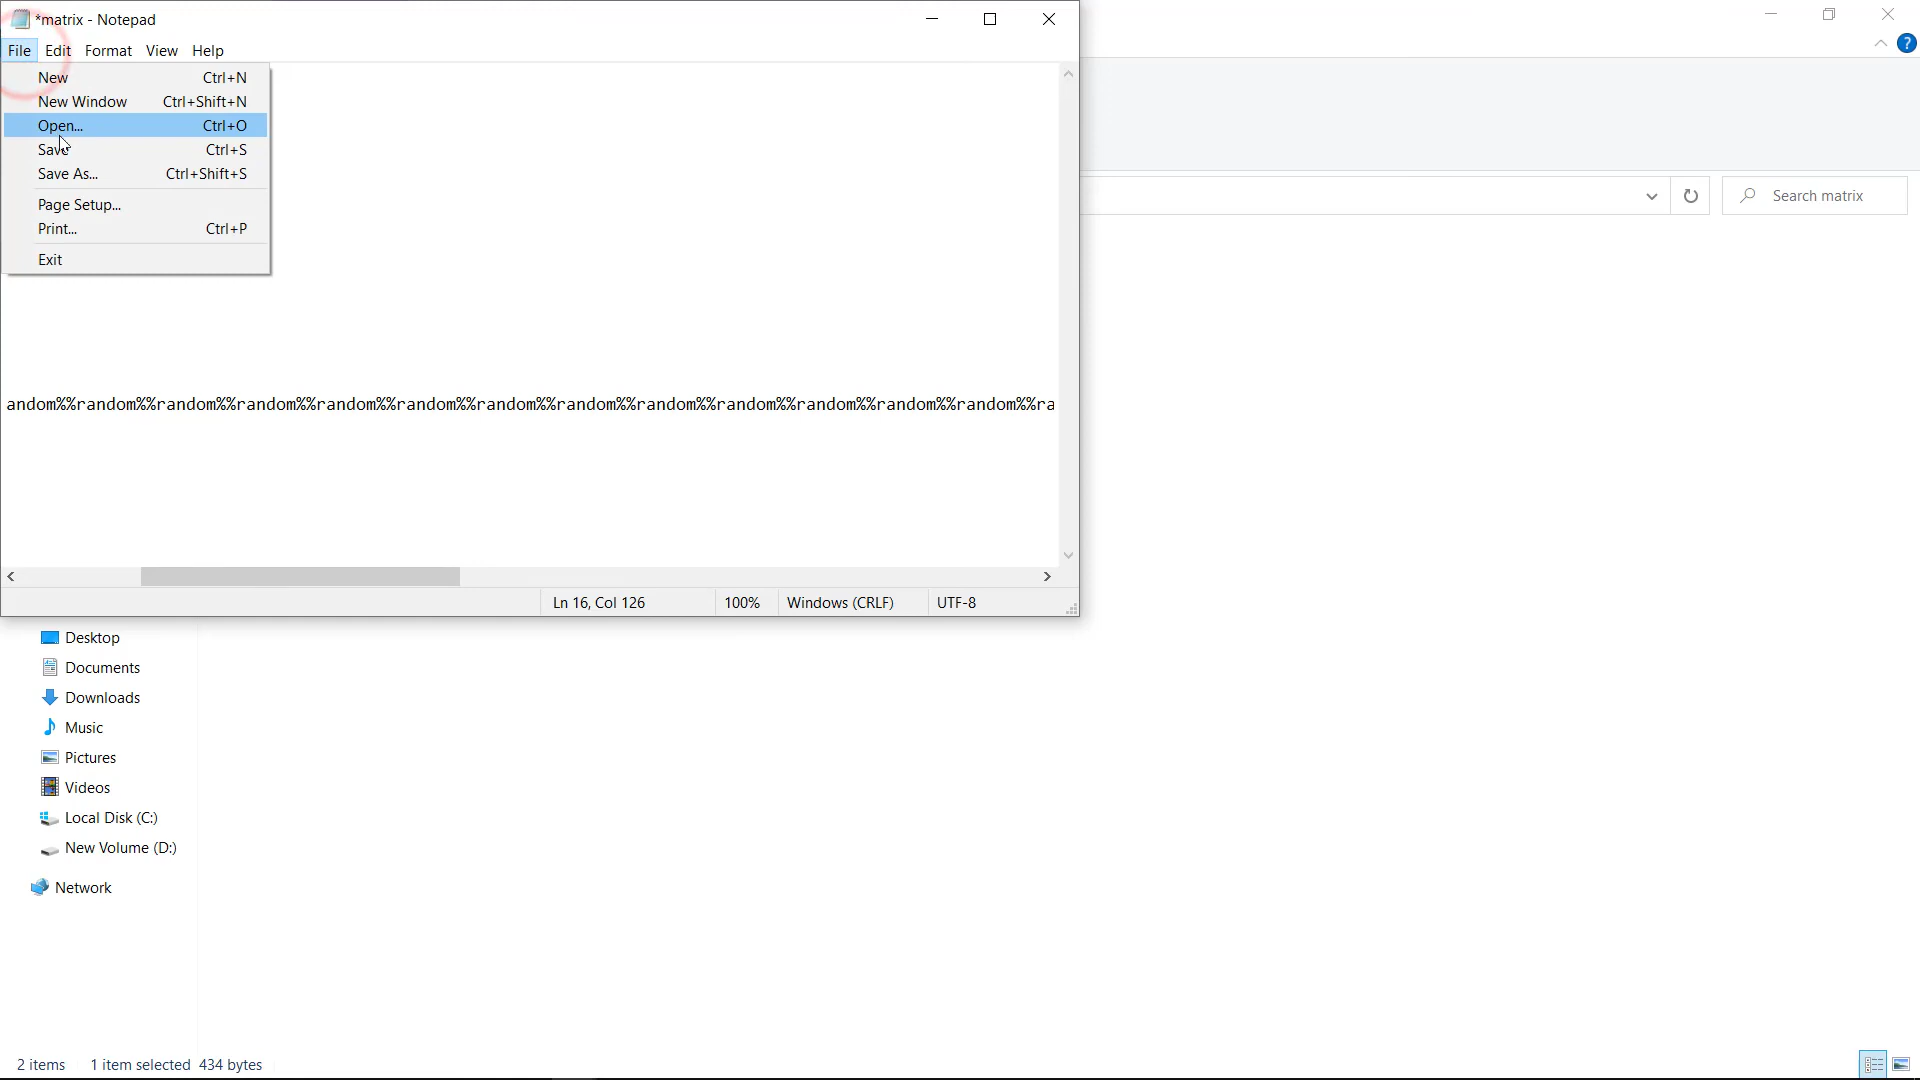 *matrix - Notepad
File Edit Format View Help
New Ctrl+N
New Window Ctrl+Shift+N
Open... Ctrl+O
Save Ctrl+S
Save As... Ctrl+Shift+S
Page Setup...
Print... Ctrl+P
Exit
Search matrix
andom%%random%%random%%random%%random%%random%%random%%random%%random%%random%%random%%random%%random%%ra
Ln 16, Col 126 100% Windows (CRLF) UTF-8
Desktop
Documents
Downloads
Music
Pictures
Videos
Local Disk (C:)
New Volume (D:)
Network
2 items 1 item selected 434 bytes